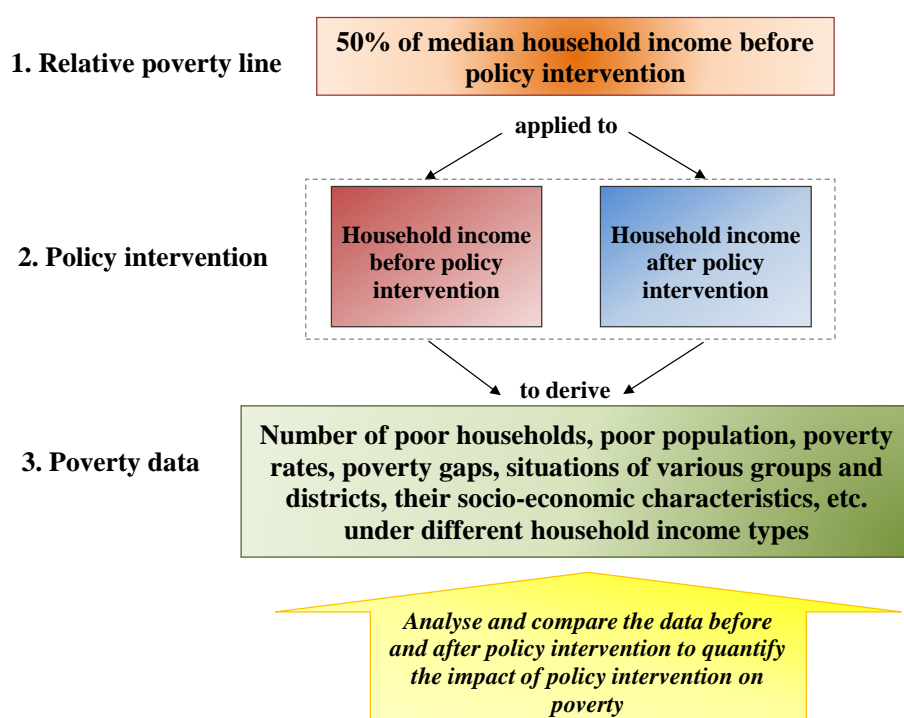 1. Relative poverty line
50% of median household income before
policy intervention
applied to
2. Policy intervention
Household income
before policy
intervention
Household income
after policy
intervention
to derive
3. Poverty data
Number of poor households, poor population, poverty
rates, poverty gaps, situations of various groups and
districts, their socio-economic characteristics, etc.
under different household income types
Analyse and compare the data before
and after policy intervention to quantify
the impact of policy intervention on
poverty